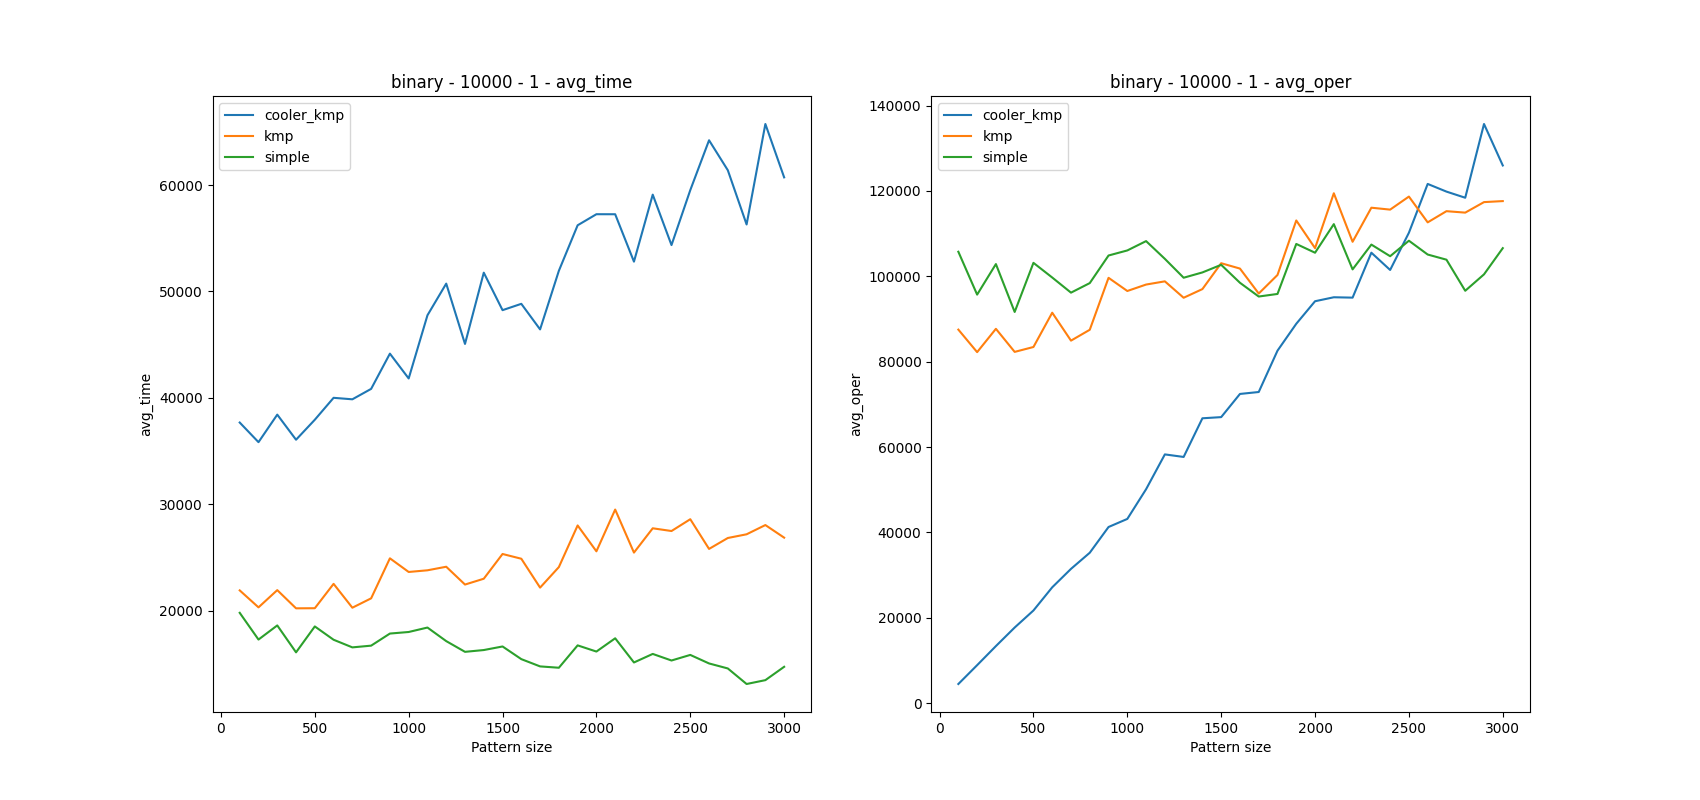 binary - 10000 - 1 - avg_time
cooler_kmp
kmp
simple
60000
50000
40000
30000
20000
avg_time
0
500
1000
1500
2000
2500
3000
Pattern size
binary - 10000 - 1 - avg_oper
cooler_kmp
kmp
simple
140000
120000
100000
80000
60000
40000
20000
0
avg_oper
0
500
1000
1500
2000
2500
3000
Pattern size